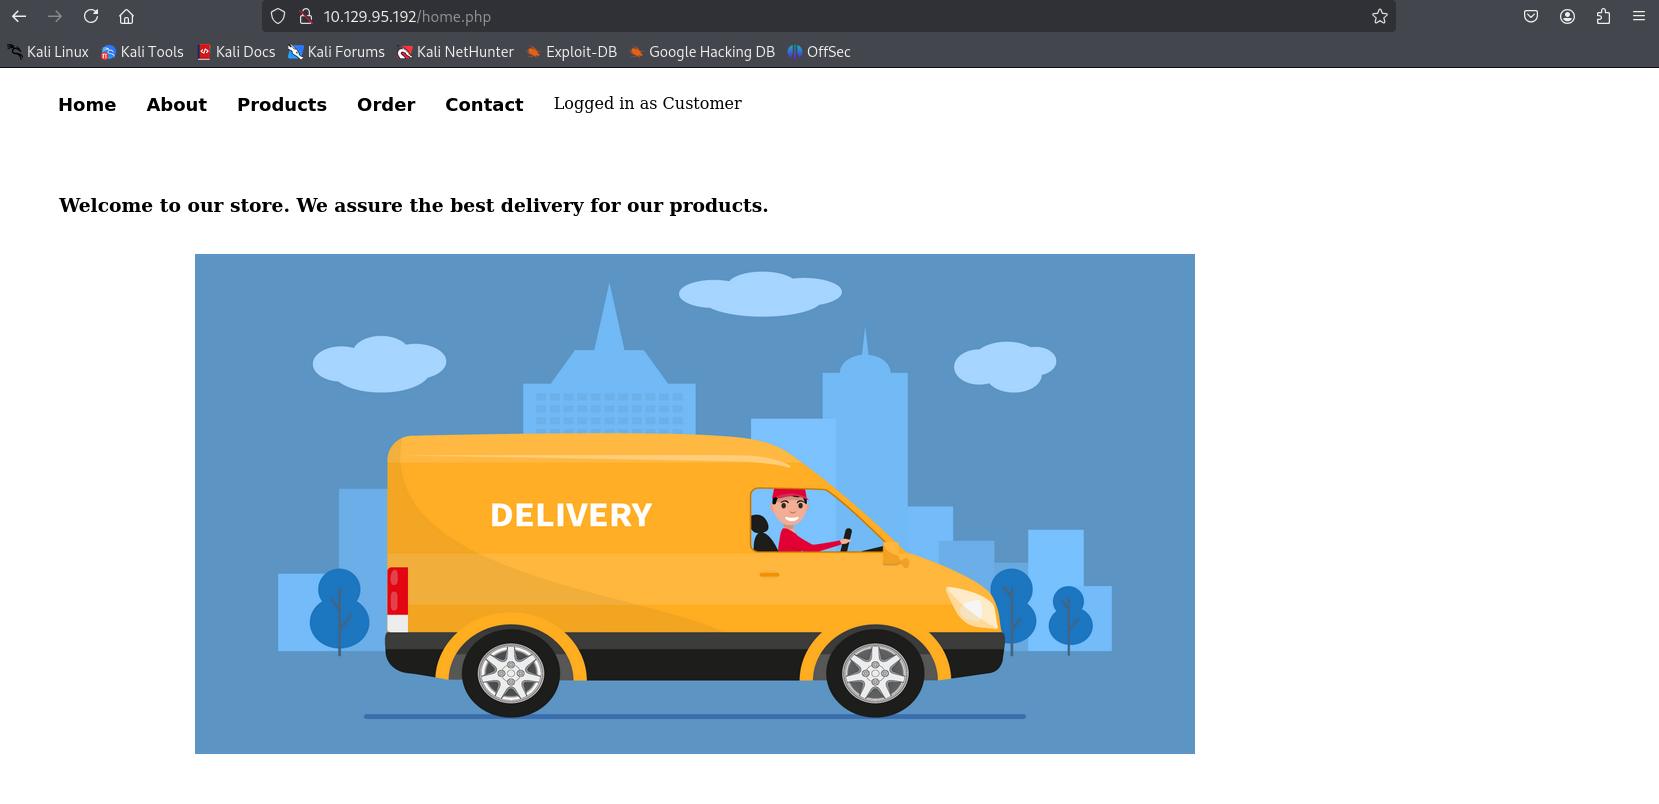 10.129.95.192/home.php
Kali Linux Kali Tools Kali Docs Kali Forums Kali NetHunter Exploit-DB Google Hacking DB OffSec
Home About Products Order Contact Logged in as Customer
Welcome to our store. We assure the best delivery for our products.
DELIVERY